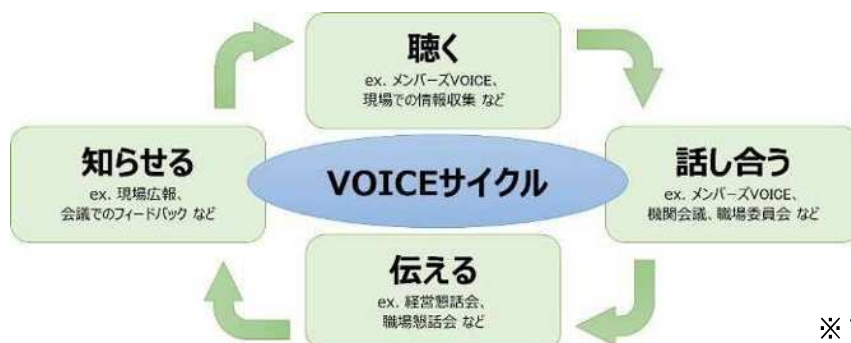 聴く
ex. メンバーズVOICE、
現場での情報収集 など
知らせる
ex. 現場広報、
会議でのフィードバック など
VOICEサイクル
話し合う
ex. メンバーズVOICE、
機関会議、職場委員会 など
伝える
ex. 経営懇話会、
職場懇話会 など
※